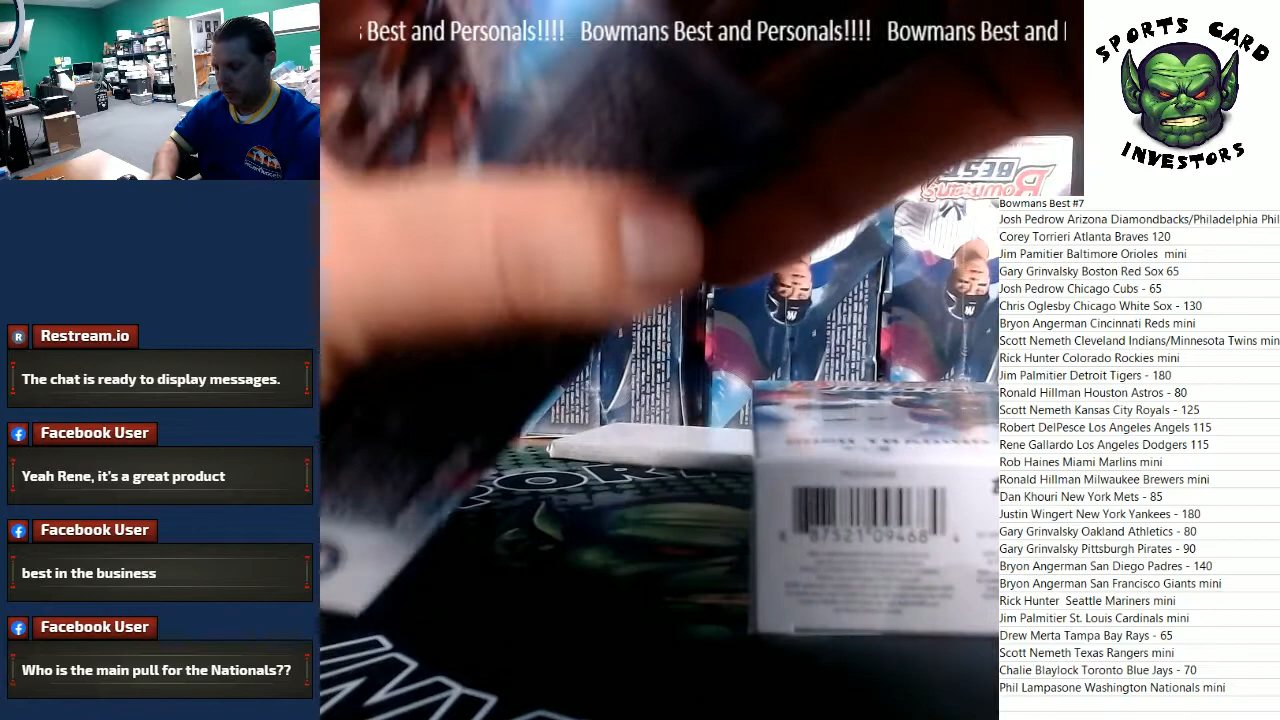 ; Best and Personals!!!! Bowmans Best and Personals!!!! Bowmans Best and I
SPORTS CARD
INVESTORS
Restream.io
The chat is ready to display messages.
Facebook User
Yeah Rene, it's a great product
Facebook User
best in the business
Facebook User
Who is the main pull for the Nationals??
Bowmans Best #7
Josh Pedrow Arizona Diamondbacks/Philadelphia Phil
Corey Torrieri Atlanta Braves 120
Jim Pamitier Baltimore Orioles mini
Gary Grinvalsky Boston Red Sox 65
Josh Pedrow Chicago Cubs - 65
Chris Oglesby Chicago White Sox - 130
Bryon Angerman Cincinnati Reds mini
Scott Nemeth Cleveland Indians/Minnesota Twins min
Rick Hunter Colorado Rockies mini
Jim Palmitier Detroit Tigers - 180
Ronald Hillman Houston Astros - 80
Scott Nemeth Kansas City Royals - 125
Robert DelPesce Los Angeles Angels 115
Rene Gallardo Los Angeles Dodgers 115
Rob Haines Miami Marlins mini
Ronald Hillman Milwaukee Brewers mini
Dan Khouri New York Mets - 85
Justin Wingert New York Yankees - 180
Gary Grinvalsky Oakland Athletics - 80
Gary Grinvalsky Pittsburgh Pirates - 90
Bryon Angerman San Diego Padres - 140
Bryon Angerman San Francisco Giants mini
Rick Hunter Seattle Mariners mini
Jim Palmitier St. Louis Cardinals mini
Drew Merta Tampa Bay Rays - 65
Scott Nemeth Texas Rangers mini
Chalie Blaylock Toronto Blue Jays - 70
Phil Lampasone Washington Nationals mini
Bowman's
BEST
87521 09468